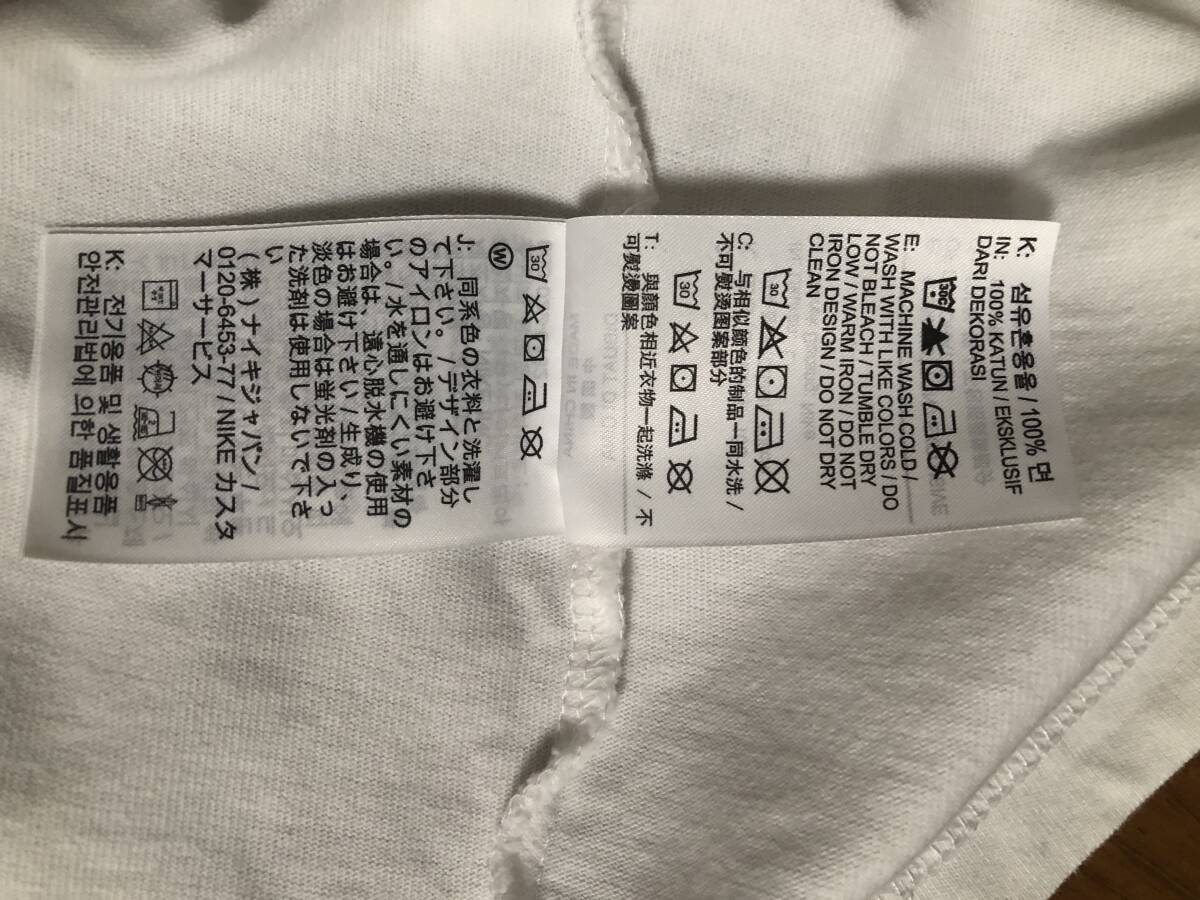 K: 섬유혼용율 / 100% 면
IN: 100% KATUN / EKSKLUSIF
DARI DEKORASI
E: MACHINE WASH COLD /
WASH WITH LIKE COLORS / DO
NOT BLEACH / TUMBLE DRY
LOW / WARM IRON / DO NOT
IRON DESIGN / DO NOT DRY
CLEAN
30
C: 与相似颜色的制品一同水洗 /
不可熨烫图案部分
30
T: 與顏色相近衣物一起洗滌 / 不
可熨燙圖案
30
W
J: 同系色の衣料と洗濯し
て下さい。/デザイン部分
のアイロンはお避け下さ
い。/水を通しにくい素材の
場合は、遠心脱水機の使用
はお避け下さい/生成り、
淡色の場合は蛍光剤の入っ
た洗剤は使用しないで下さ
い
(株)ナイキジャパン/
0120-6453-77 / NIKE カスタ
マーサービス
K: 전기용품 및 생활용품
안전관리법에 의한 품질표시